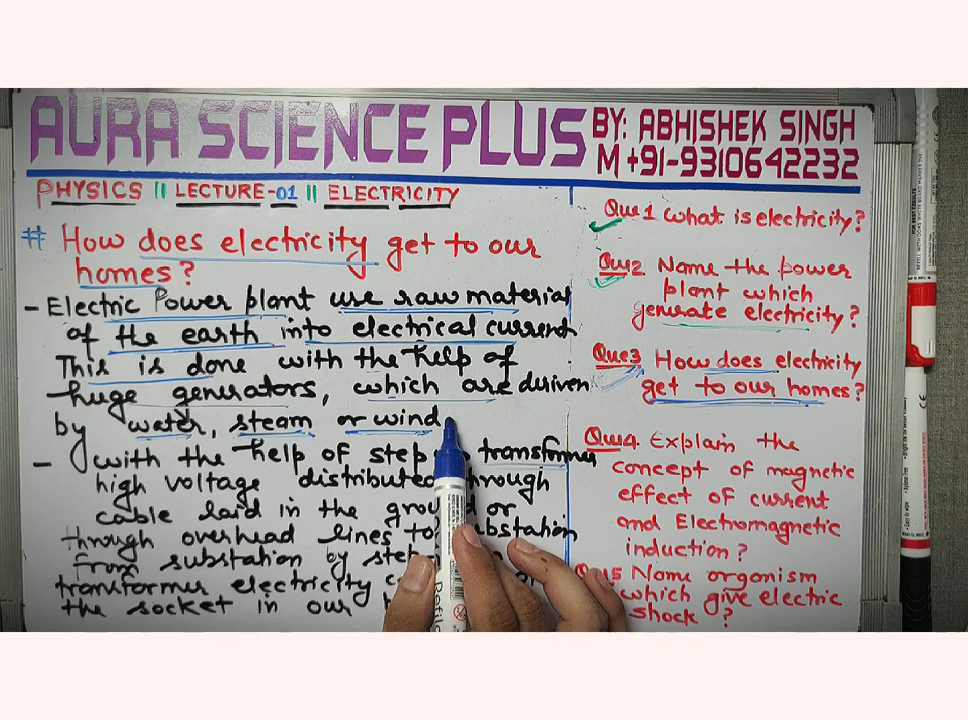 AURA SCIENCE PLUS
BY: ABHISHEK SINGH
M +91-9310642232
PHYSICS || LECTURE-01 || ELECTRICITY
# How does electricity get to our
homes?
- Electric Power plant use raw material
of the earth into electrical current
This is done with the help of
huge generators, which are duriven
by water, steam or wind
- with the help of step transformer
high voltage distributed through
cable laid in the ground or
through overhead lines to substation
from substation by step
transformer electricity
the socket in our
Que1 What is electricity?
Que2 Name the power
plant which
generate electricity?
Que3 How does electricity
get to our homes?
Que4. Explain the
concept of magnetic
effect of current
and Electromagnetic
induction?
Que5 Name organism
which give electric
shock?
Refile